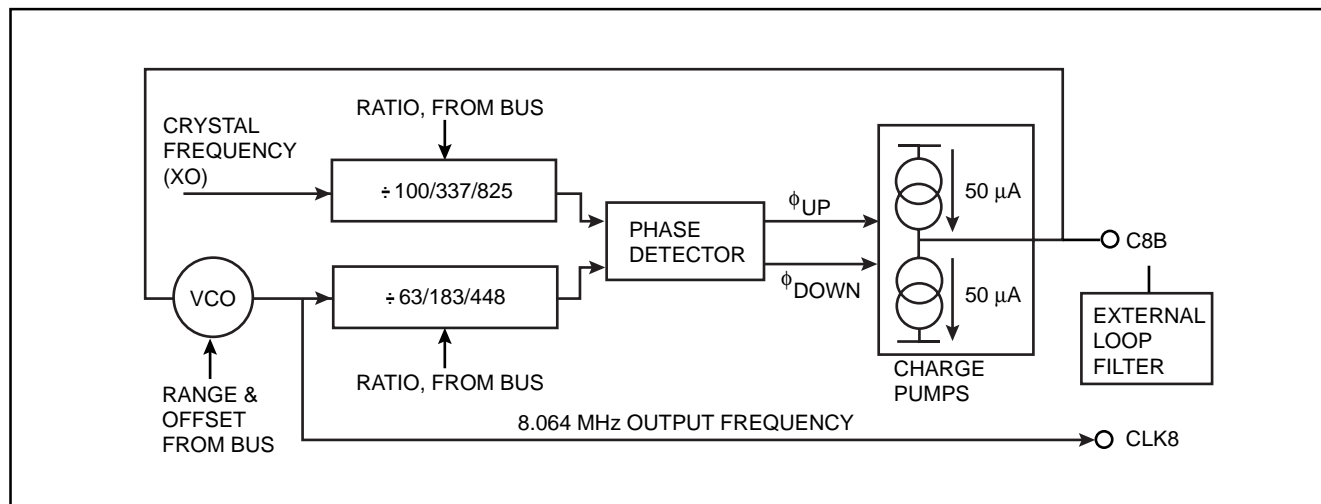 RATIO, FROM BUS
CRYSTAL
FREQUENCY
(XO)
÷ 100/337/825
PHASE
DETECTOR
ϕUP
ϕDOWN
50 µA
50 µA
C8B
VCO
÷ 63/183/448
EXTERNAL
LOOP
FILTER
CHARGE
PUMPS
RATIO, FROM BUS
RANGE &
OFFSET
FROM BUS
8.064 MHz OUTPUT FREQUENCY
CLK8